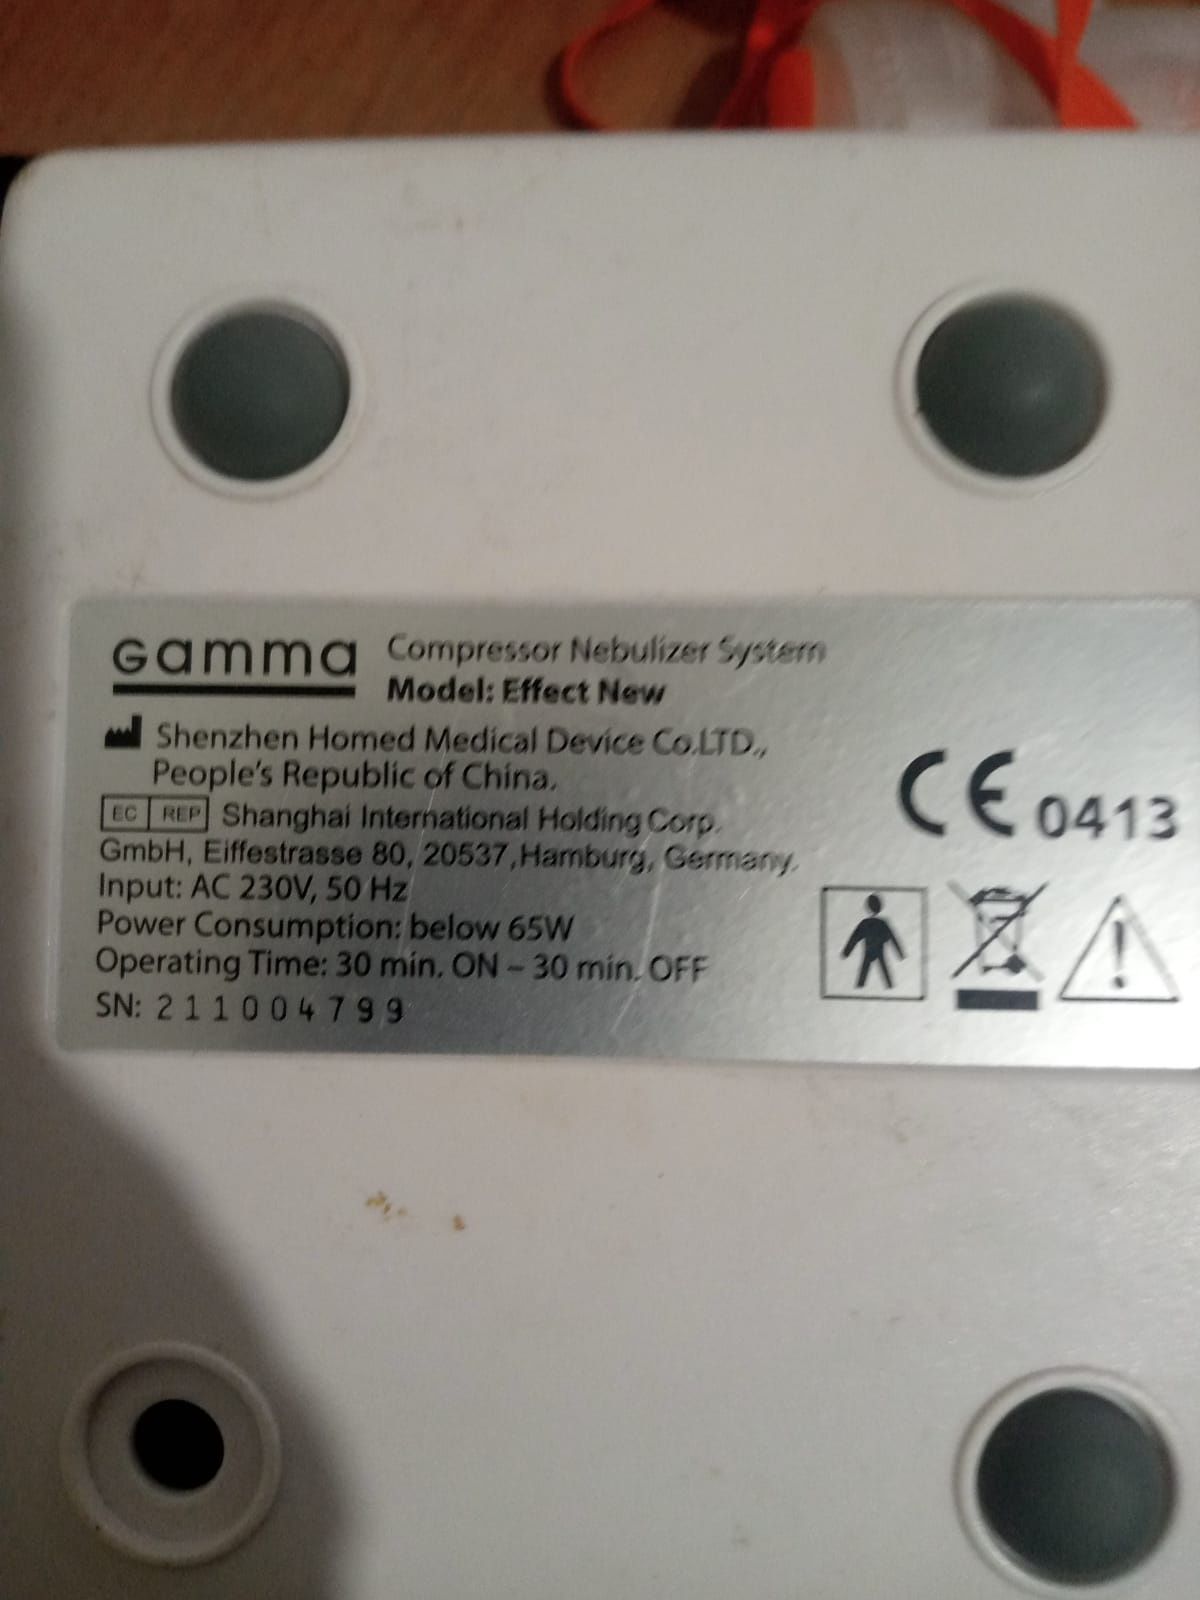 Gamma
Compressor Nebulizer System
Model: Effect New
Shenzhen Homed Medical Device Co.LTD.,
People's Republic of China.
EC REP Shanghai International Holding Corp.
GmbH, Eiffestrasse 80, 20537,Hamburg, Germany.
Input: AC 230V, 50 Hz
Power Consumption: below 65W
Operating Time: 30 min. ON – 30 min. OFF
SN: 211004799
CE 0413